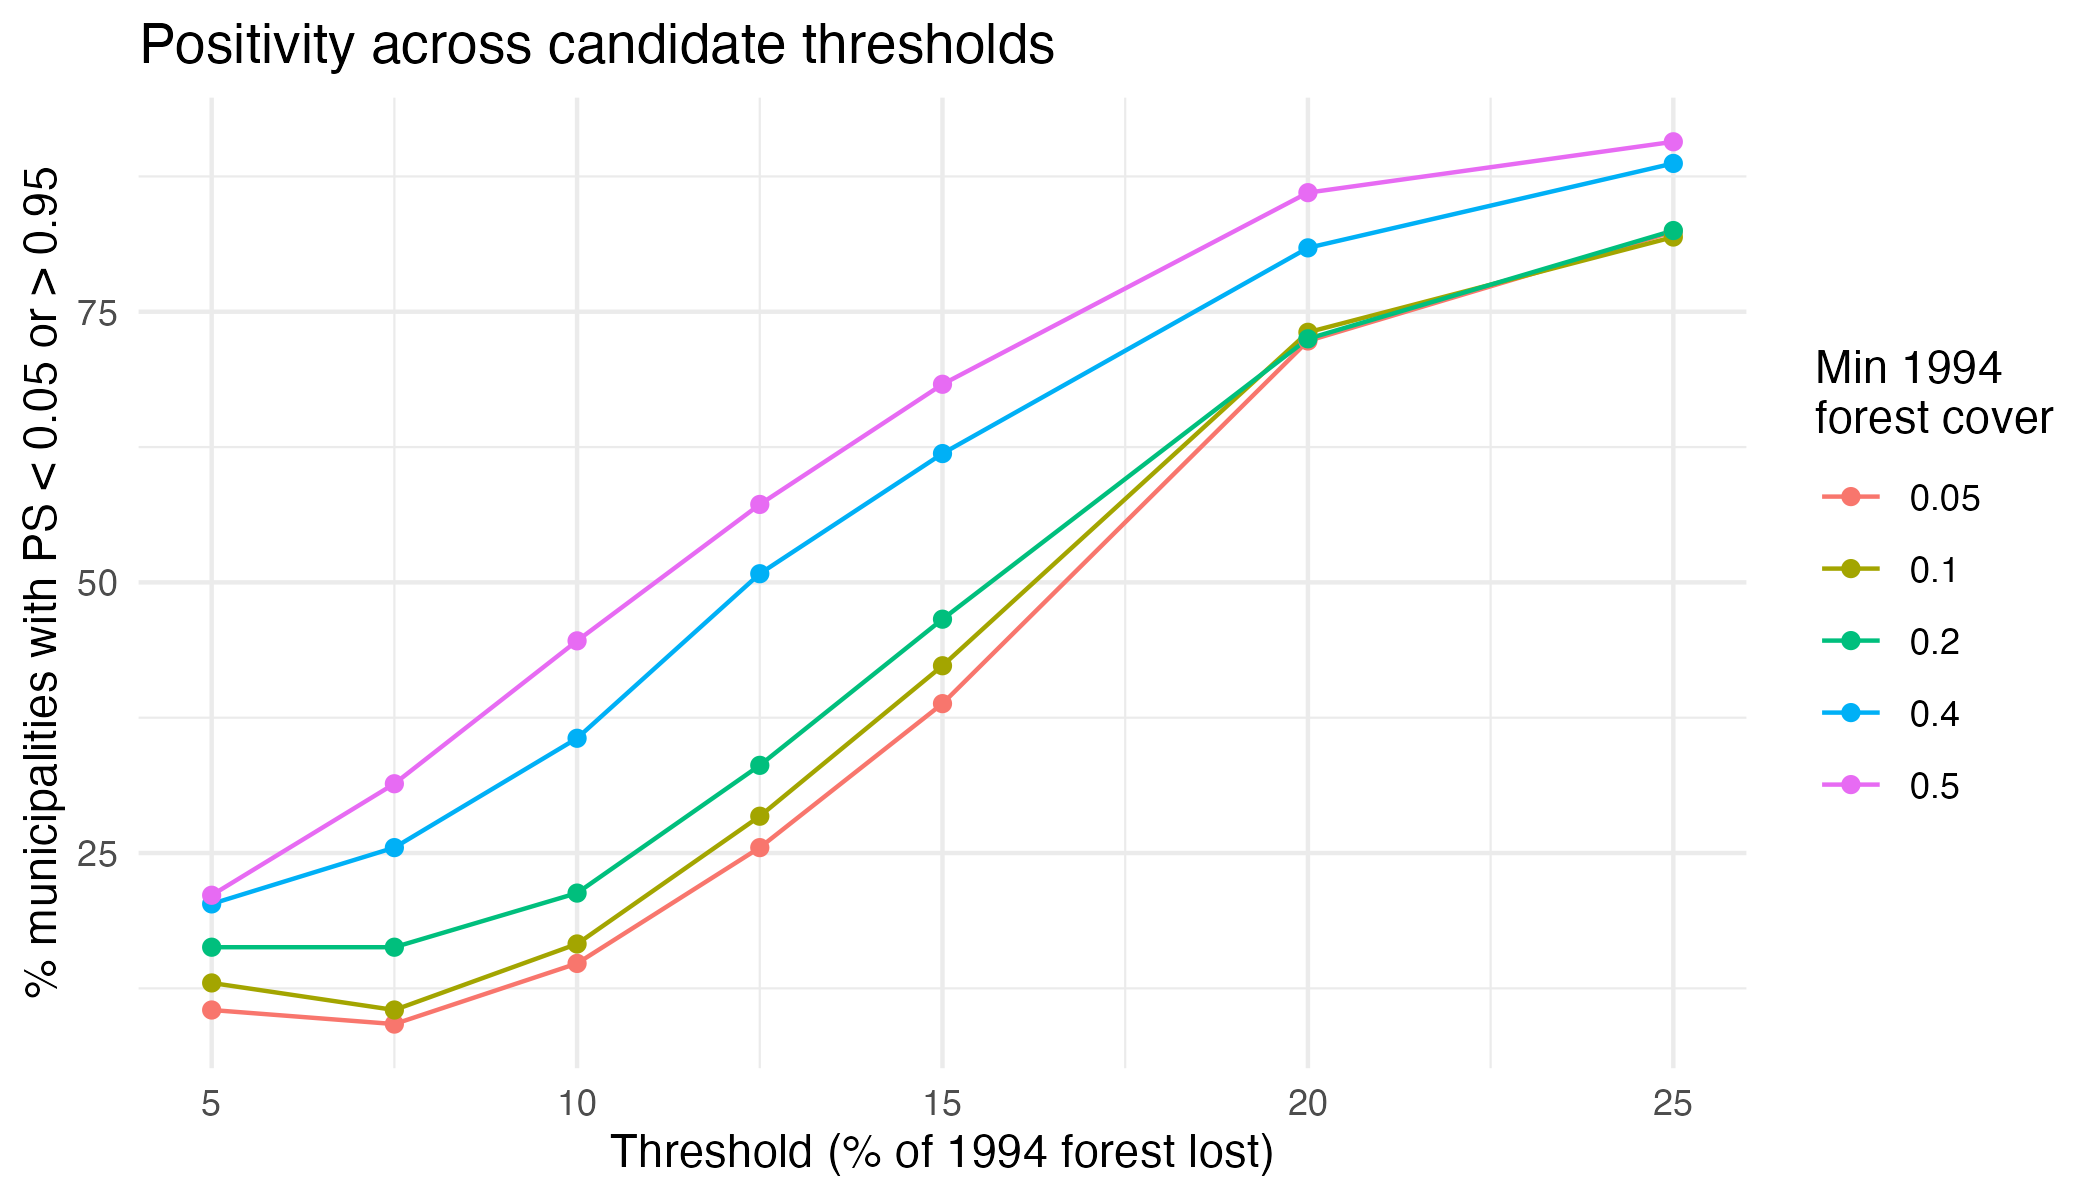 Positivity across candidate thresholds
% municipalities with PS < 0.05 or > 0.95
75
50
25
5 10 15 20 25
Threshold (% of 1994 forest lost)
Min 1994
forest cover
0.05
0.1
0.2
0.4
0.5